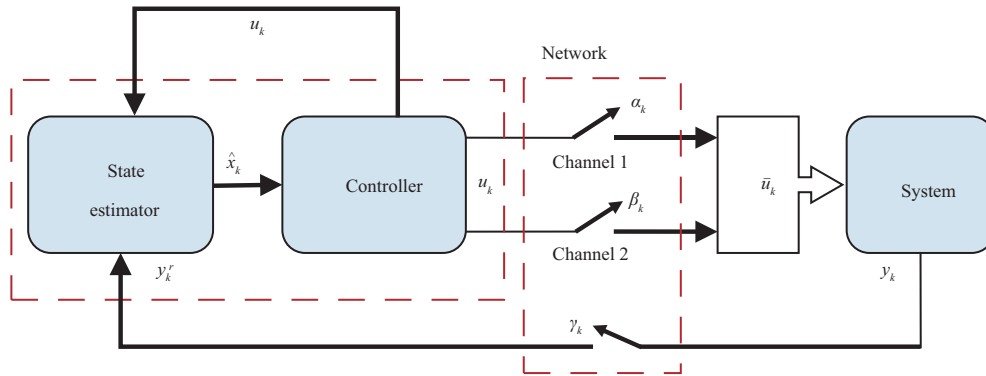 u_k
Network
α_k
State
estimator
x̂_k
Controller
u_k
Channel 1
β_k
Channel 2
ū_k
System
y_k^r
y_k
γ_k